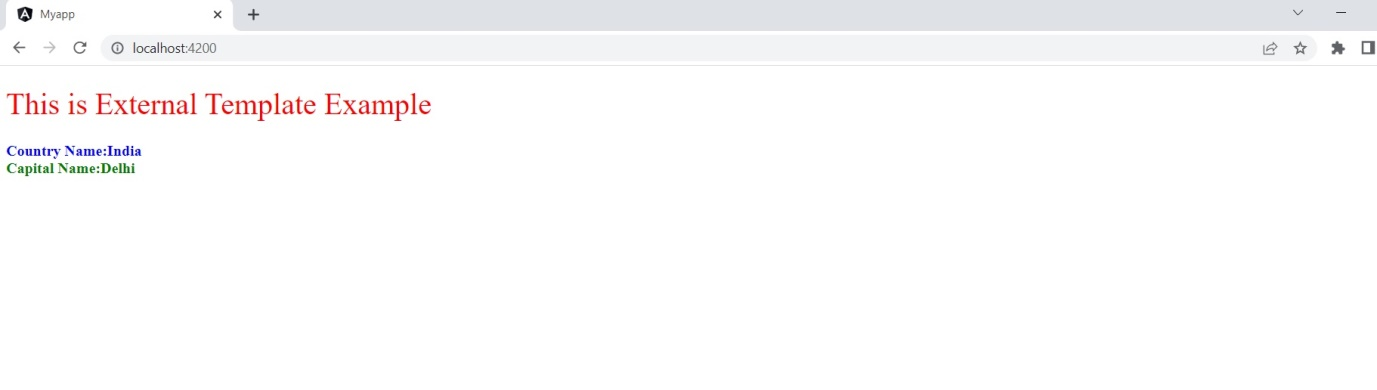 Myapp
localhost:4200
This is External Template Example
Country Name:India
Capital Name:Delhi